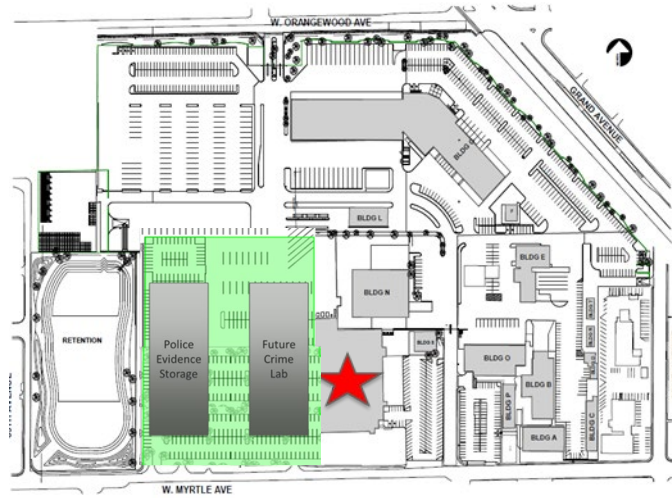 W. ORANGEWOOD AVE
GRAND AVENUE
BLDG L
BLDG E
BLDG N
RETENTION
Police
Evidence
Storage
Future
Crime
Lab
BLDG O
BLDG B
BLDG P
BLDG A
BLDG C
W. MYRTLE AVE